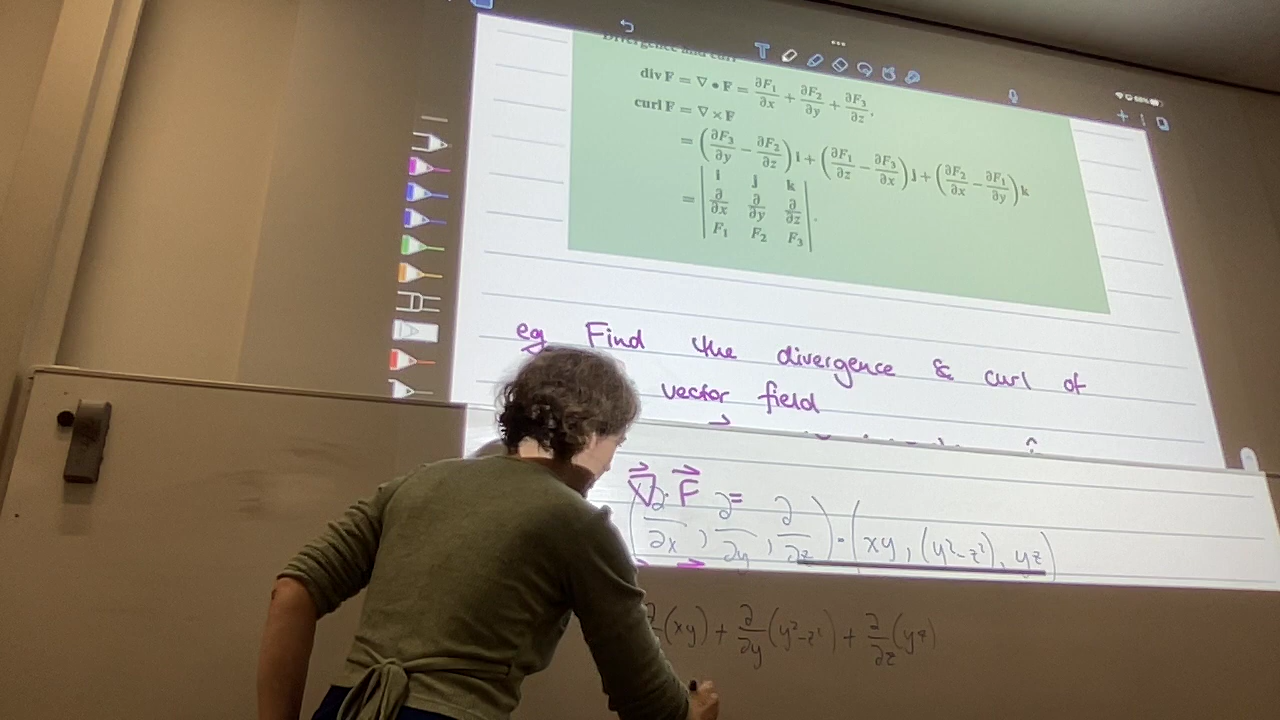 div F = ∇ • F = ∂F₁/∂x + ∂F₂/∂y + ∂F₃/∂z,
curl F = ∇ × F
= (∂F₃/∂y − ∂F₂/∂z) i + (∂F₁/∂z − ∂F₃/∂x) j + (∂F₂/∂x − ∂F₁/∂y) k
= | i j k |
| ∂/∂x ∂/∂y ∂/∂z |
| F₁ F₂ F₃ | .
eg Find the divergence & curl of
vector field
∇⃗ · F⃗ =
(∂/∂x , ∂/∂y , ∂/∂z) · (xy , (y²−z²), yz)
(xy) + ∂/∂y (y²−z²) + ∂/∂z (yz)